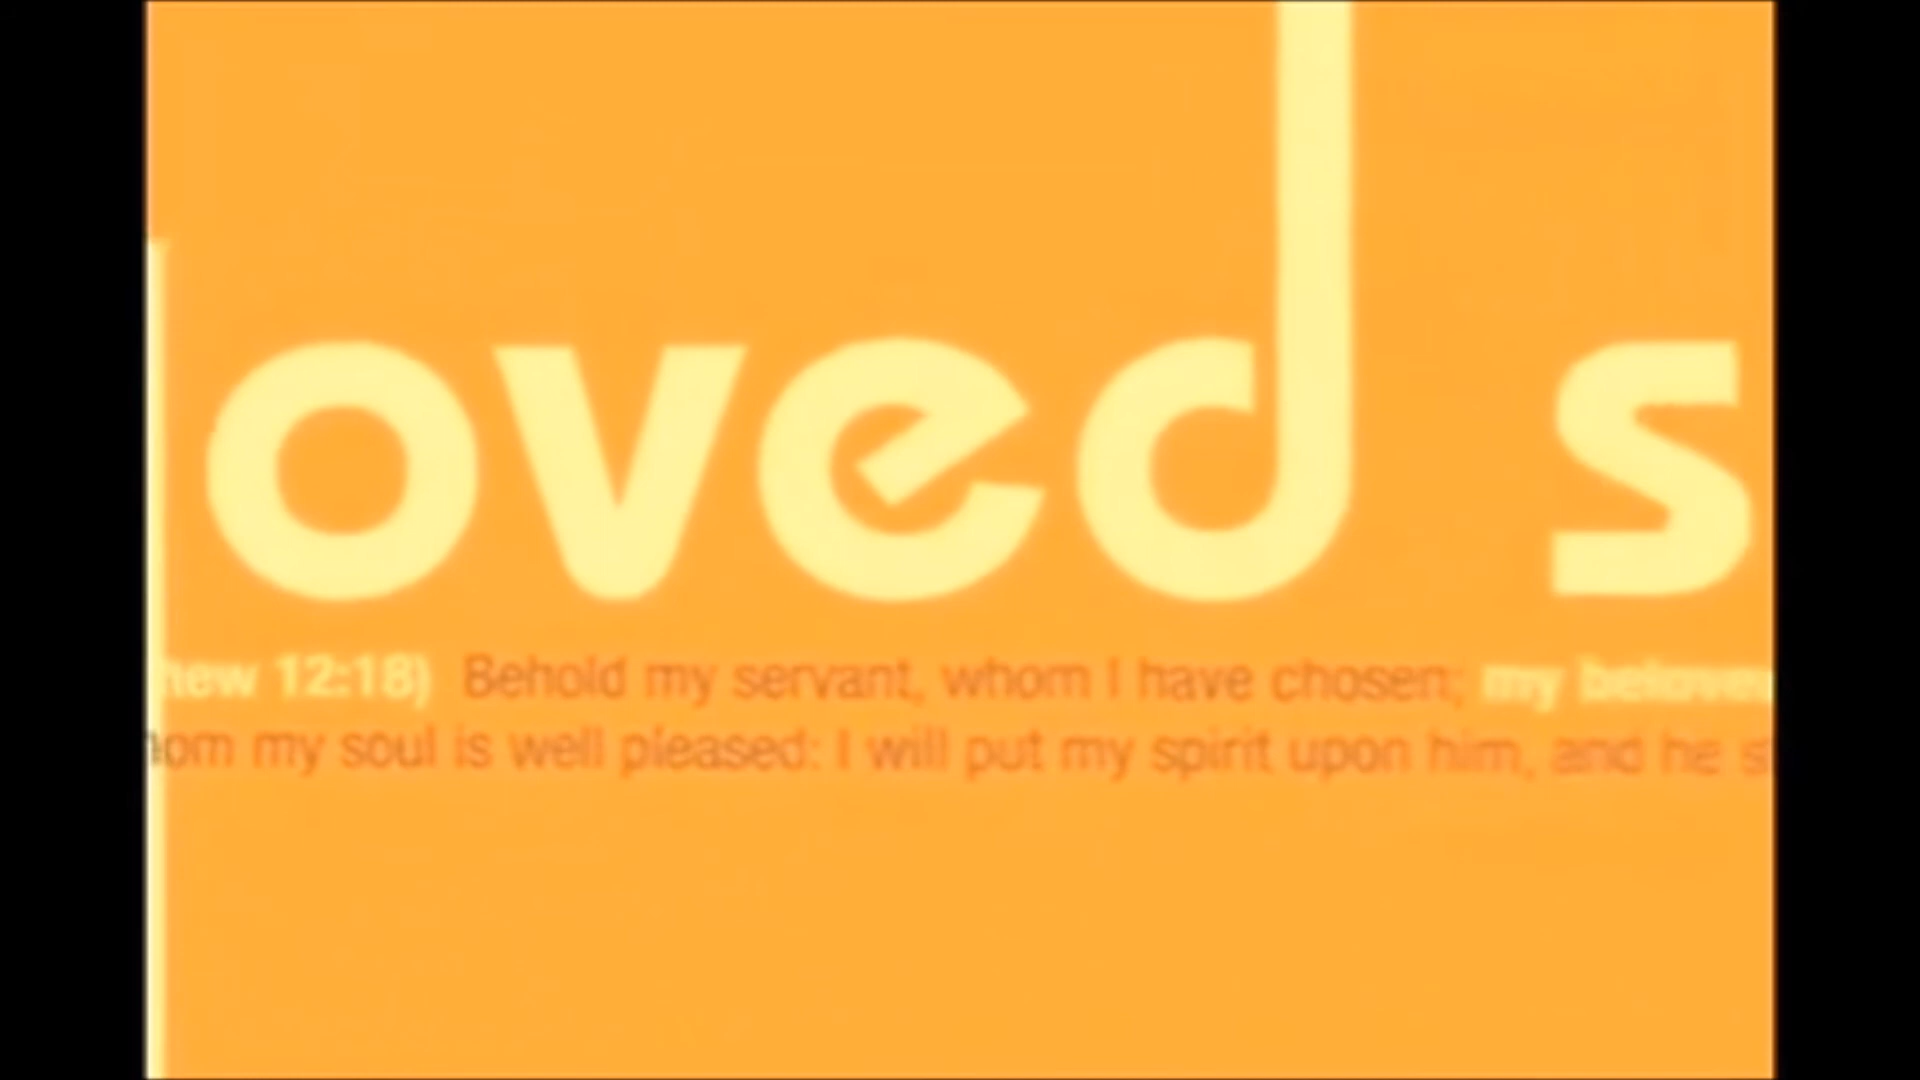 oved s
hew 12:18) Behold my servant, whom I have chosen; my beloved
hom my soul is well pleased: I will put my spirit upon him, and he s